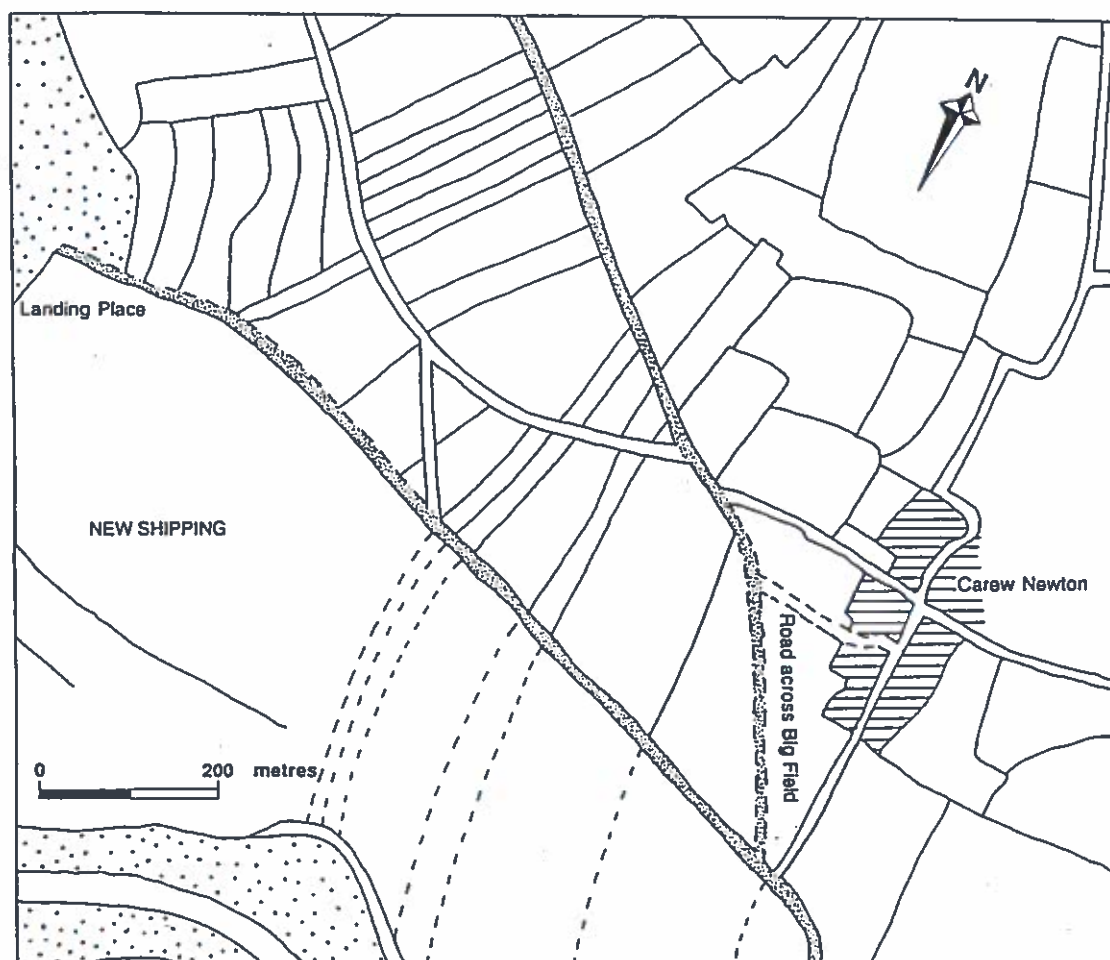 N
Landing Place
NEW SHIPPING
Carew Newton
Road across Big Field
0 200 metres